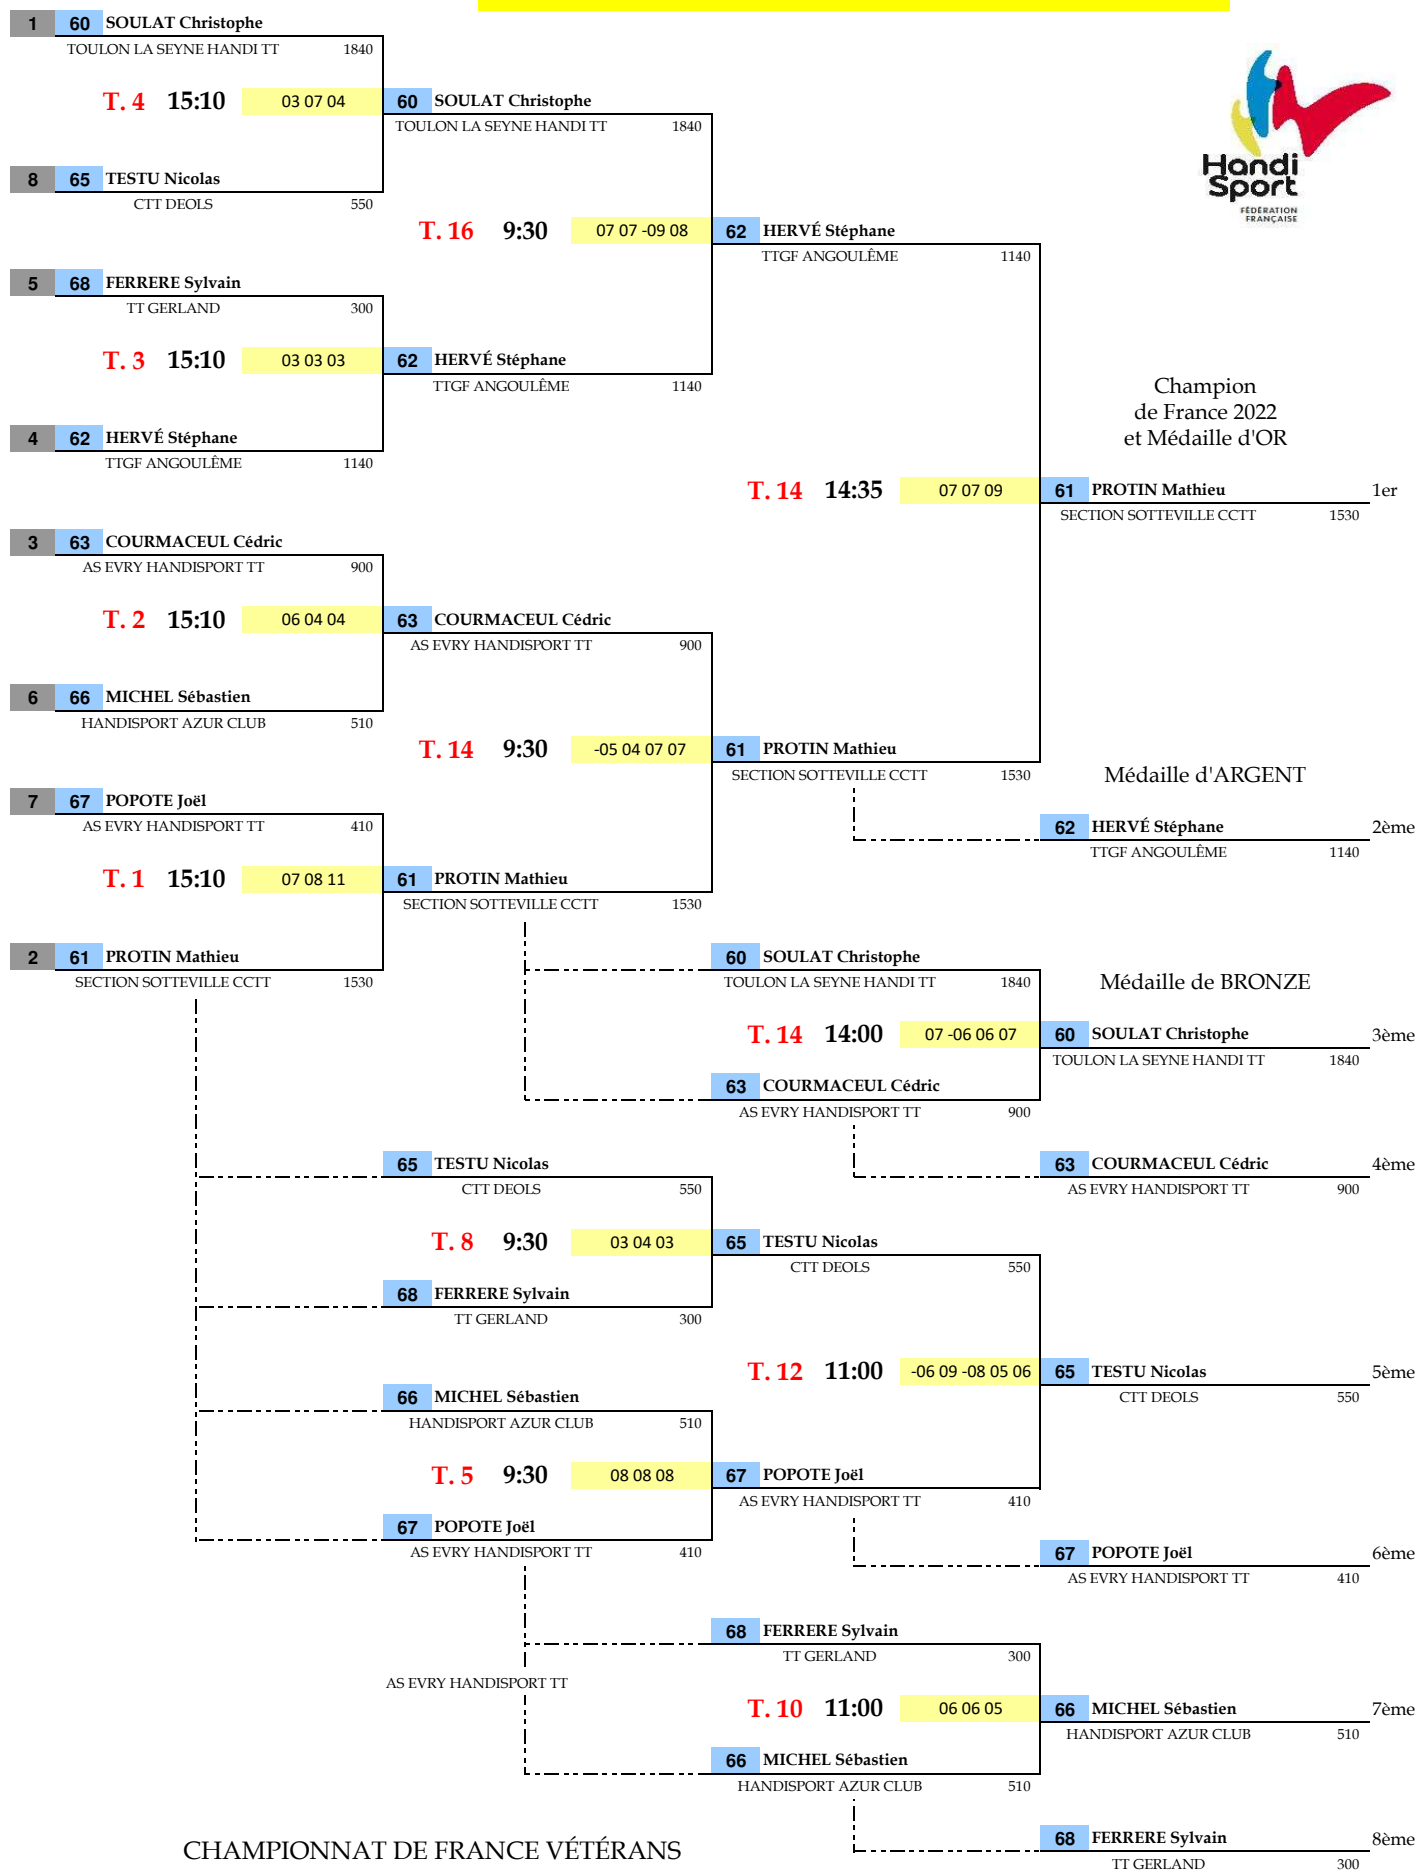 1 60 SOULAT Christophe
TOULON LA SEYNE HANDI TT 1840
T. 4 15:10 03 07 04 60 SOULAT Christophe
TOULON LA SEYNE HANDI TT 1840
Handi
Sport
FÉDÉRATION
FRANÇAISE
8 65 TESTU Nicolas
CTT DEOLS 550
T. 16 9:30 07 07 -09 08 62 HERVÉ Stéphane
TTGF ANGOULÊME 1140
5 68 FERRERE Sylvain
TT GERLAND 300
T. 3 15:10 03 03 03 62 HERVÉ Stéphane
TTGF ANGOULÊME 1140
Champion
de France 2022
et Médaille d'OR
4 62 HERVÉ Stéphane
TTGF ANGOULÊME 1140
T. 14 14:35 07 07 09 61 PROTIN Mathieu 1er
SECTION SOTTEVILLE CCTT 1530
3 63 COURMACEUL Cédric
AS EVRY HANDISPORT TT 900
T. 2 15:10 06 04 04 63 COURMACEUL Cédric
AS EVRY HANDISPORT TT 900
6 66 MICHEL Sébastien
HANDISPORT AZUR CLUB 510
T. 14 9:30 -05 04 07 07 61 PROTIN Mathieu
SECTION SOTTEVILLE CCTT 1530 Médaille d'ARGENT
7 67 POPOTE Joël
AS EVRY HANDISPORT TT 410 62 HERVÉ Stéphane 2ème
TTGF ANGOULÊME 1140
T. 1 15:10 07 08 11 61 PROTIN Mathieu
SECTION SOTTEVILLE CCTT 1530
2 61 PROTIN Mathieu 60 SOULAT Christophe
SECTION SOTTEVILLE CCTT 1530 TOULON LA SEYNE HANDI TT 1840 Médaille de BRONZE
T. 14 14:00 07 -06 06 07 60 SOULAT Christophe 3ème
TOULON LA SEYNE HANDI TT 1840
63 COURMACEUL Cédric
AS EVRY HANDISPORT TT 900
65 TESTU Nicolas 63 COURMACEUL Cédric 4ème
CTT DEOLS 550 AS EVRY HANDISPORT TT 900
T. 8 9:30 03 04 03 65 TESTU Nicolas
CTT DEOLS 550
68 FERRERE Sylvain
TT GERLAND 300
T. 12 11:00 -06 09 -08 05 06 65 TESTU Nicolas 5ème
CTT DEOLS 550
66 MICHEL Sébastien
HANDISPORT AZUR CLUB 510
T. 5 9:30 08 08 08 67 POPOTE Joël
AS EVRY HANDISPORT TT 410
67 POPOTE Joël
AS EVRY HANDISPORT TT 410 67 POPOTE Joël 6ème
AS EVRY HANDISPORT TT 410
68 FERRERE Sylvain
TT GERLAND 300
AS EVRY HANDISPORT TT
T. 10 11:00 06 06 05 66 MICHEL Sébastien 7ème
HANDISPORT AZUR CLUB 510
66 MICHEL Sébastien
HANDISPORT AZUR CLUB 510
CHAMPIONNAT DE FRANCE VÉTÉRANS 68 FERRERE Sylvain 8ème
TT GERLAND 300